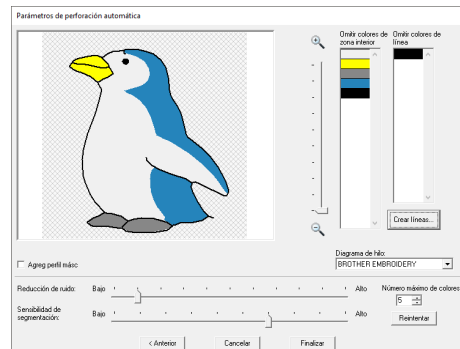 Parámetros de perforación automática
Omitir colores de
zona interior
Omitir colores de
línea
Crear líneas...
Agreg perfil másc
Diagrama de hilo:
BROTHER EMBROIDERY
Reducción de ruido:
Bajo
Alto
Número máximo de colores
5
Sensibilidad de
segmentación:
Bajo
Alto
Reintentar
< Anterior
Cancelar
Finalizar